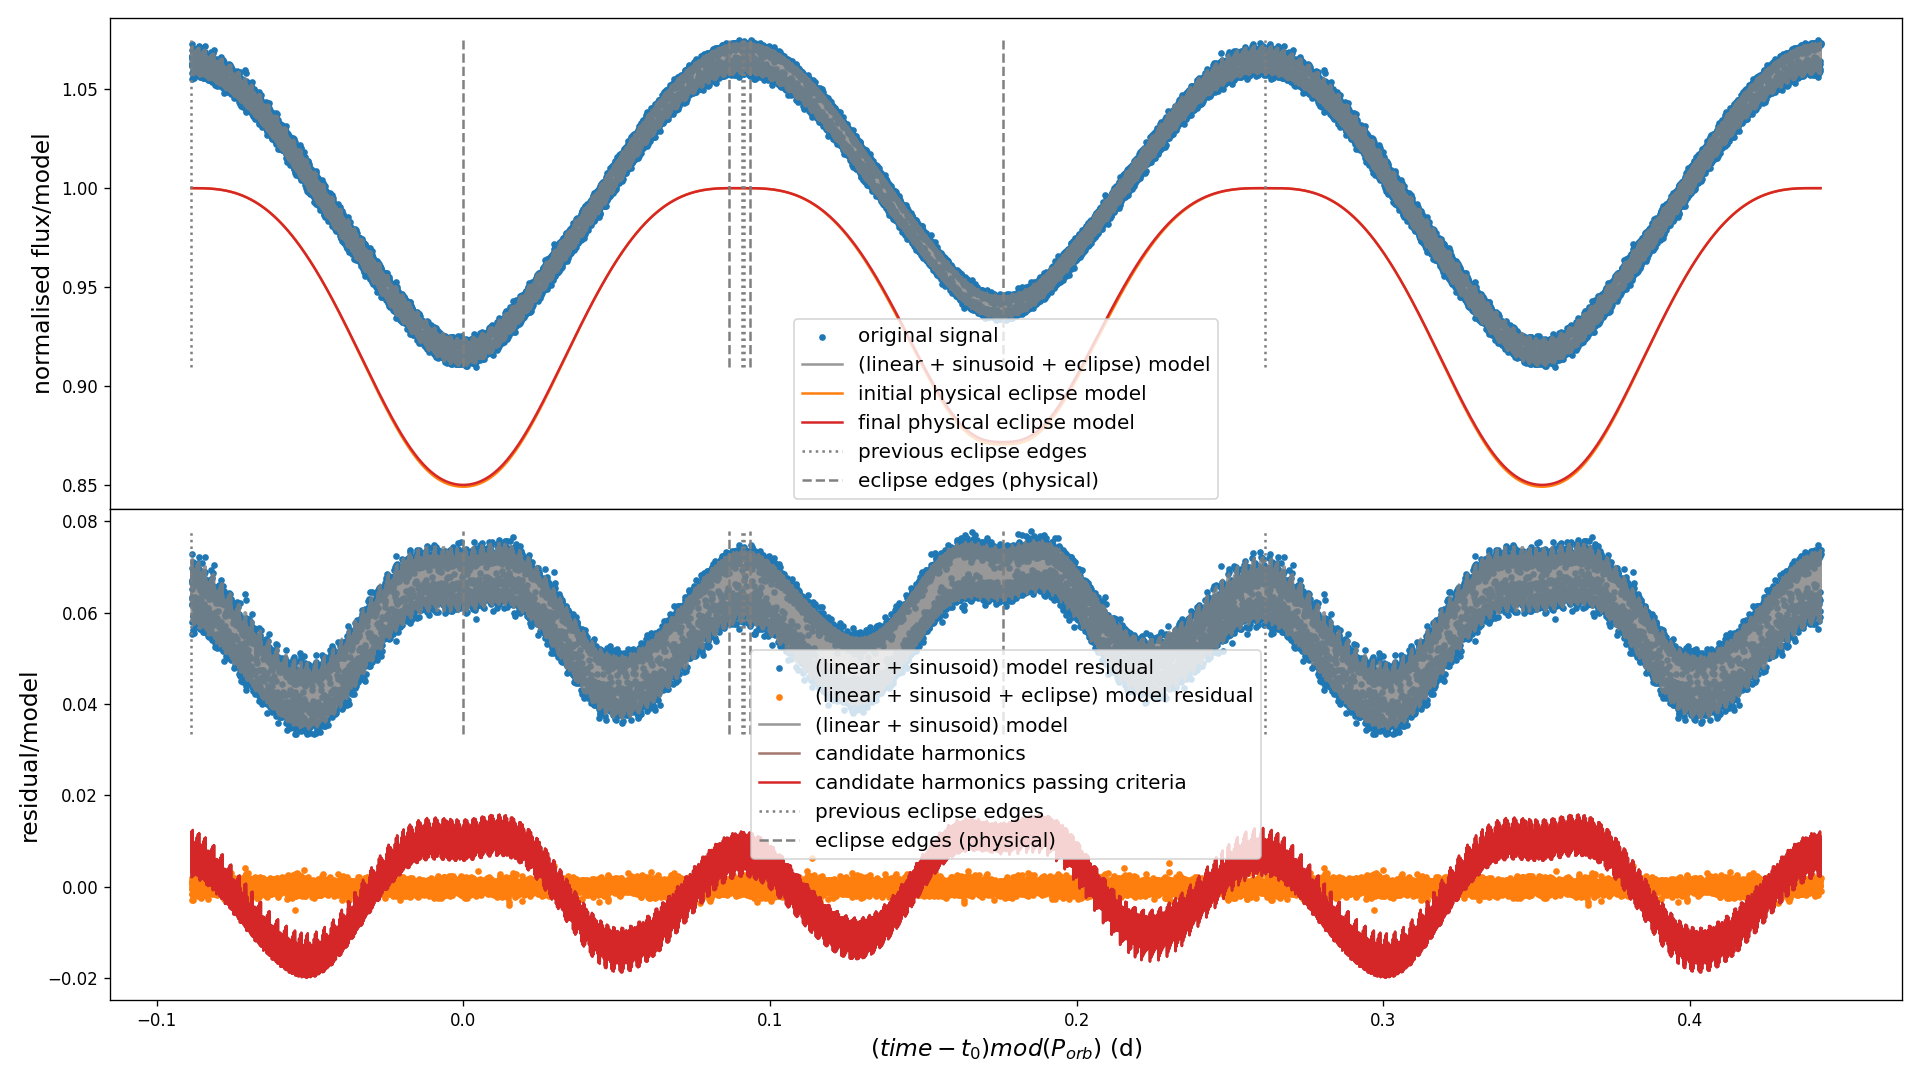 normalised flux/model
1.05
1.00
0.95
0.90
0.85
original signal
(linear + sinusoid + eclipse) model
initial physical eclipse model
final physical eclipse model
previous eclipse edges
eclipse edges (physical)
residual/model
0.08
0.06
0.04
0.02
0.00
−0.02
(linear + sinusoid) model residual
(linear + sinusoid + eclipse) model residual
(linear + sinusoid) model
candidate harmonics
candidate harmonics passing criteria
previous eclipse edges
eclipse edges (physical)
−0.1 0.0 0.1 0.2 0.3 0.4
(time − t₀)mod(P_orb) (d)